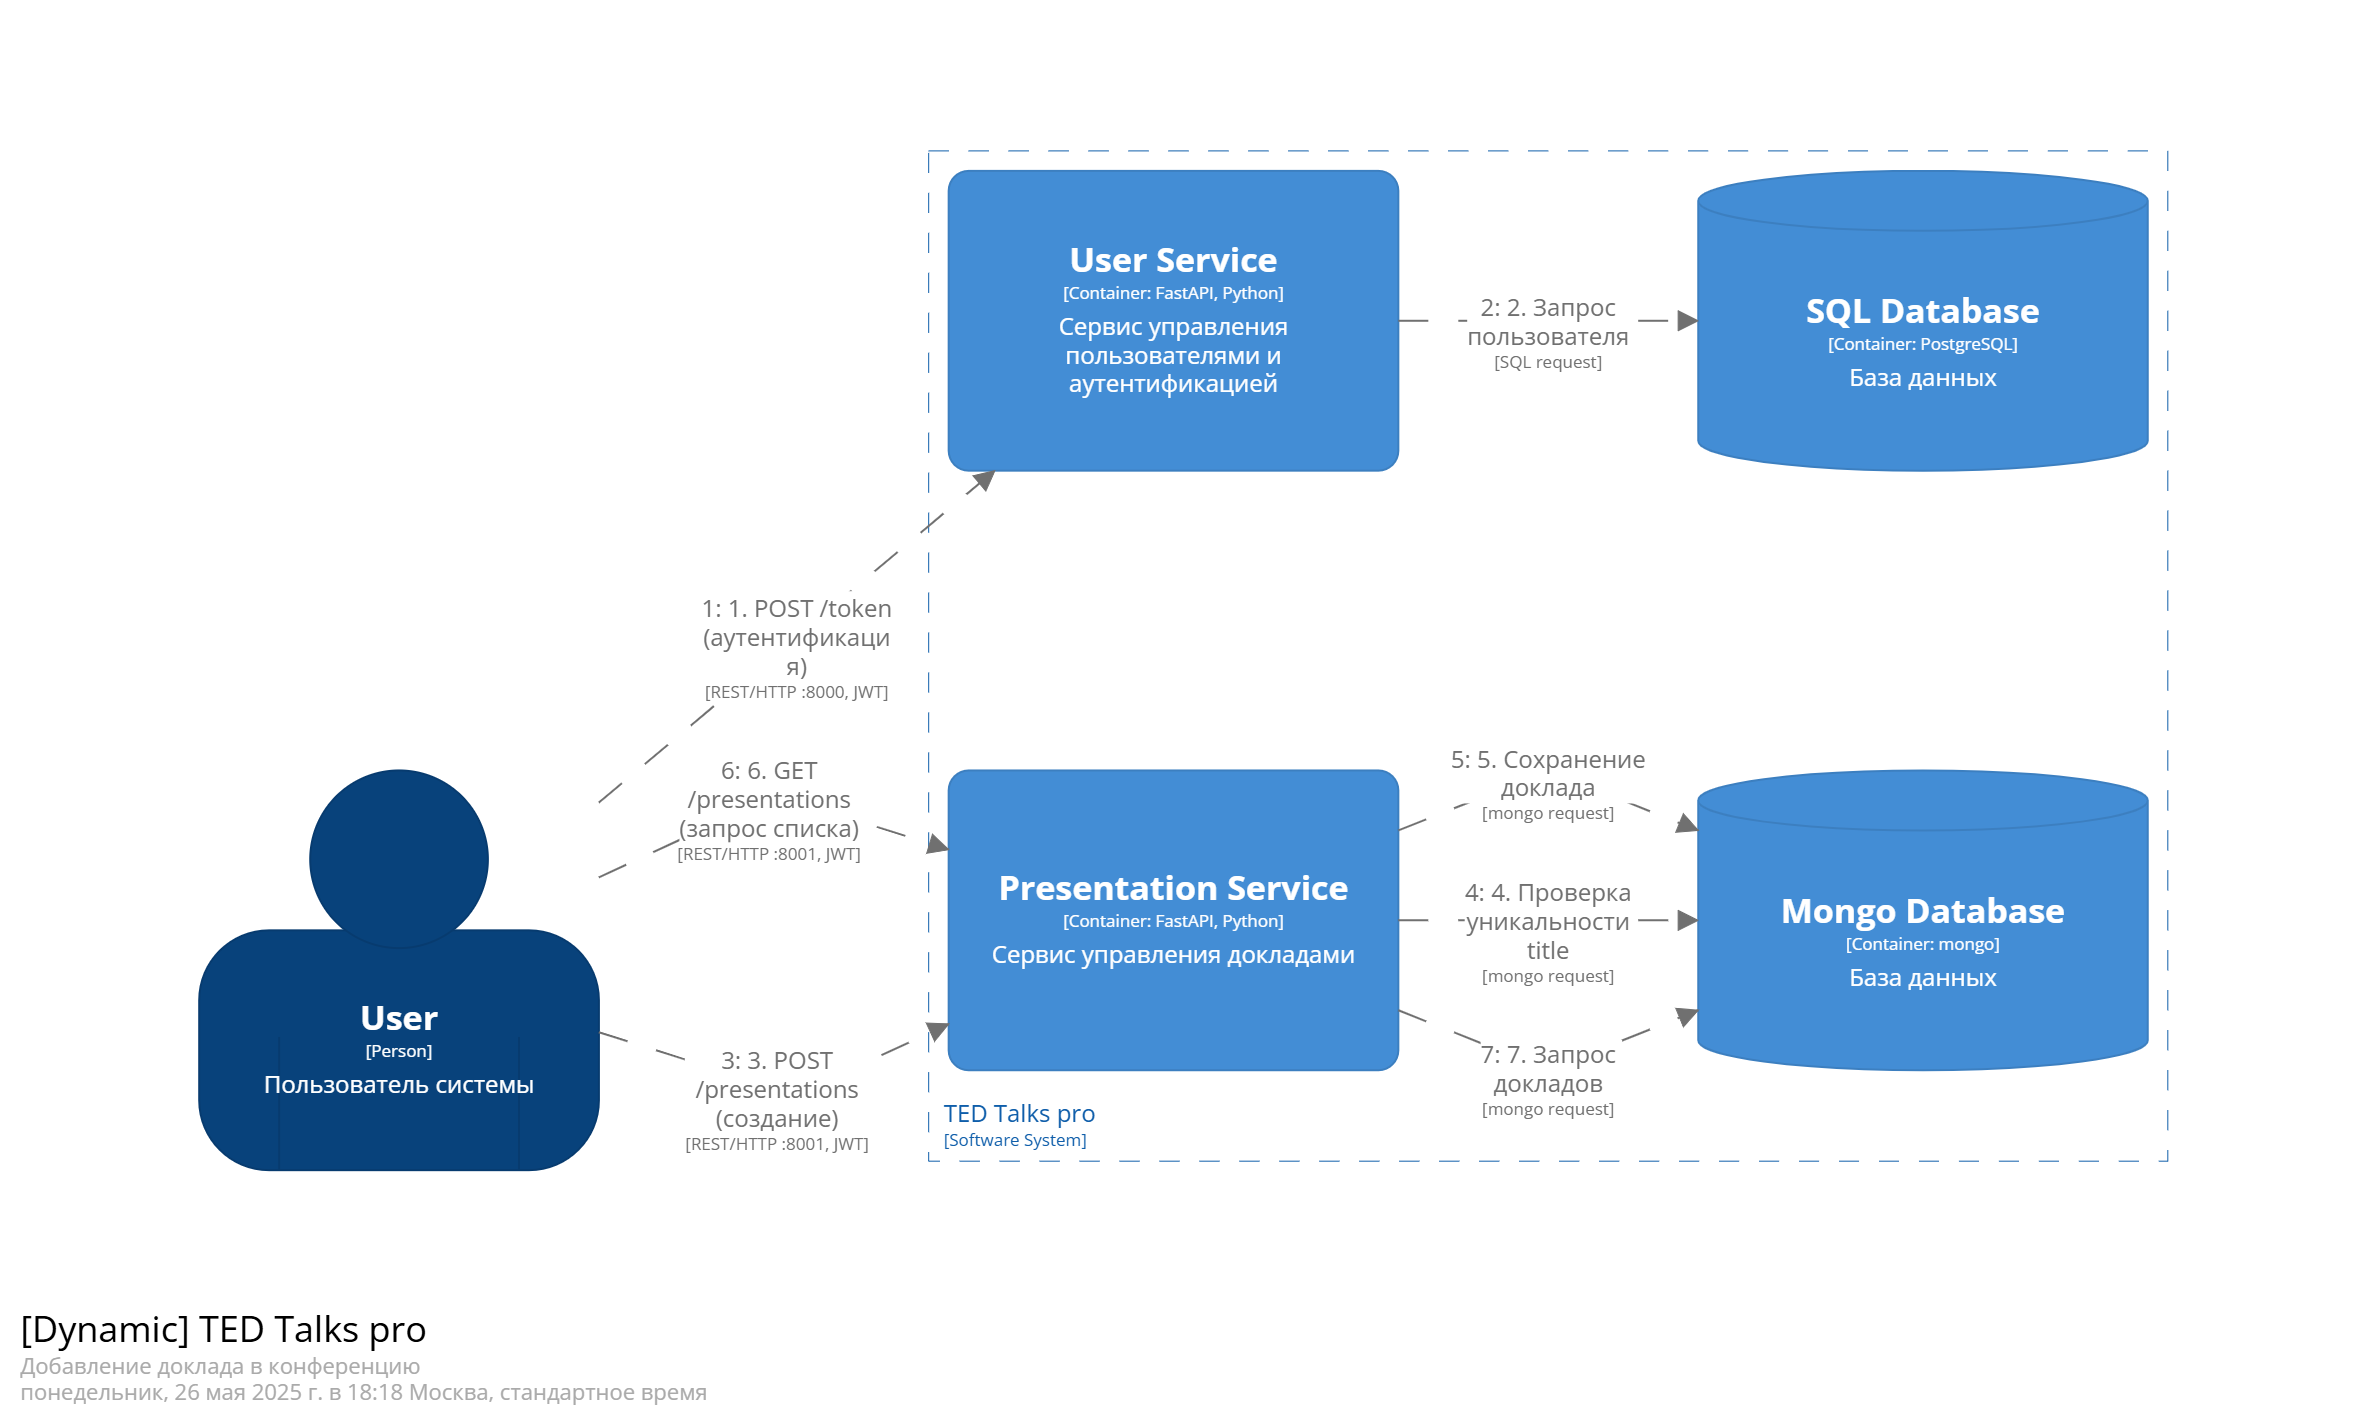 User Service
[Container: FastAPI, Python]
Сервис управления
пользователями и
аутентификацией
2: 2. Запрос
пользователя
[SQL request]
SQL Database
[Container: PostgreSQL]
База данных
1: 1. POST /token
(аутентификаци
я)
[REST/HTTP :8000, JWT]
6: 6. GET
/presentations
(запрос списка)
[REST/HTTP :8001, JWT]
User
[Person]
Пользователь системы
3: 3. POST
/presentations
(создание)
[REST/HTTP :8001, JWT]
Presentation Service
[Container: FastAPI, Python]
Сервис управления докладами
5: 5. Сохранение
доклада
[mongo request]
4: 4. Проверка
уникальности
title
[mongo request]
7: 7. Запрос
докладов
[mongo request]
Mongo Database
[Container: mongo]
База данных
TED Talks pro
[Software System]
[Dynamic] TED Talks pro
Добавление доклада в конференцию
понедельник, 26 мая 2025 г. в 18:18 Москва, стандартное время